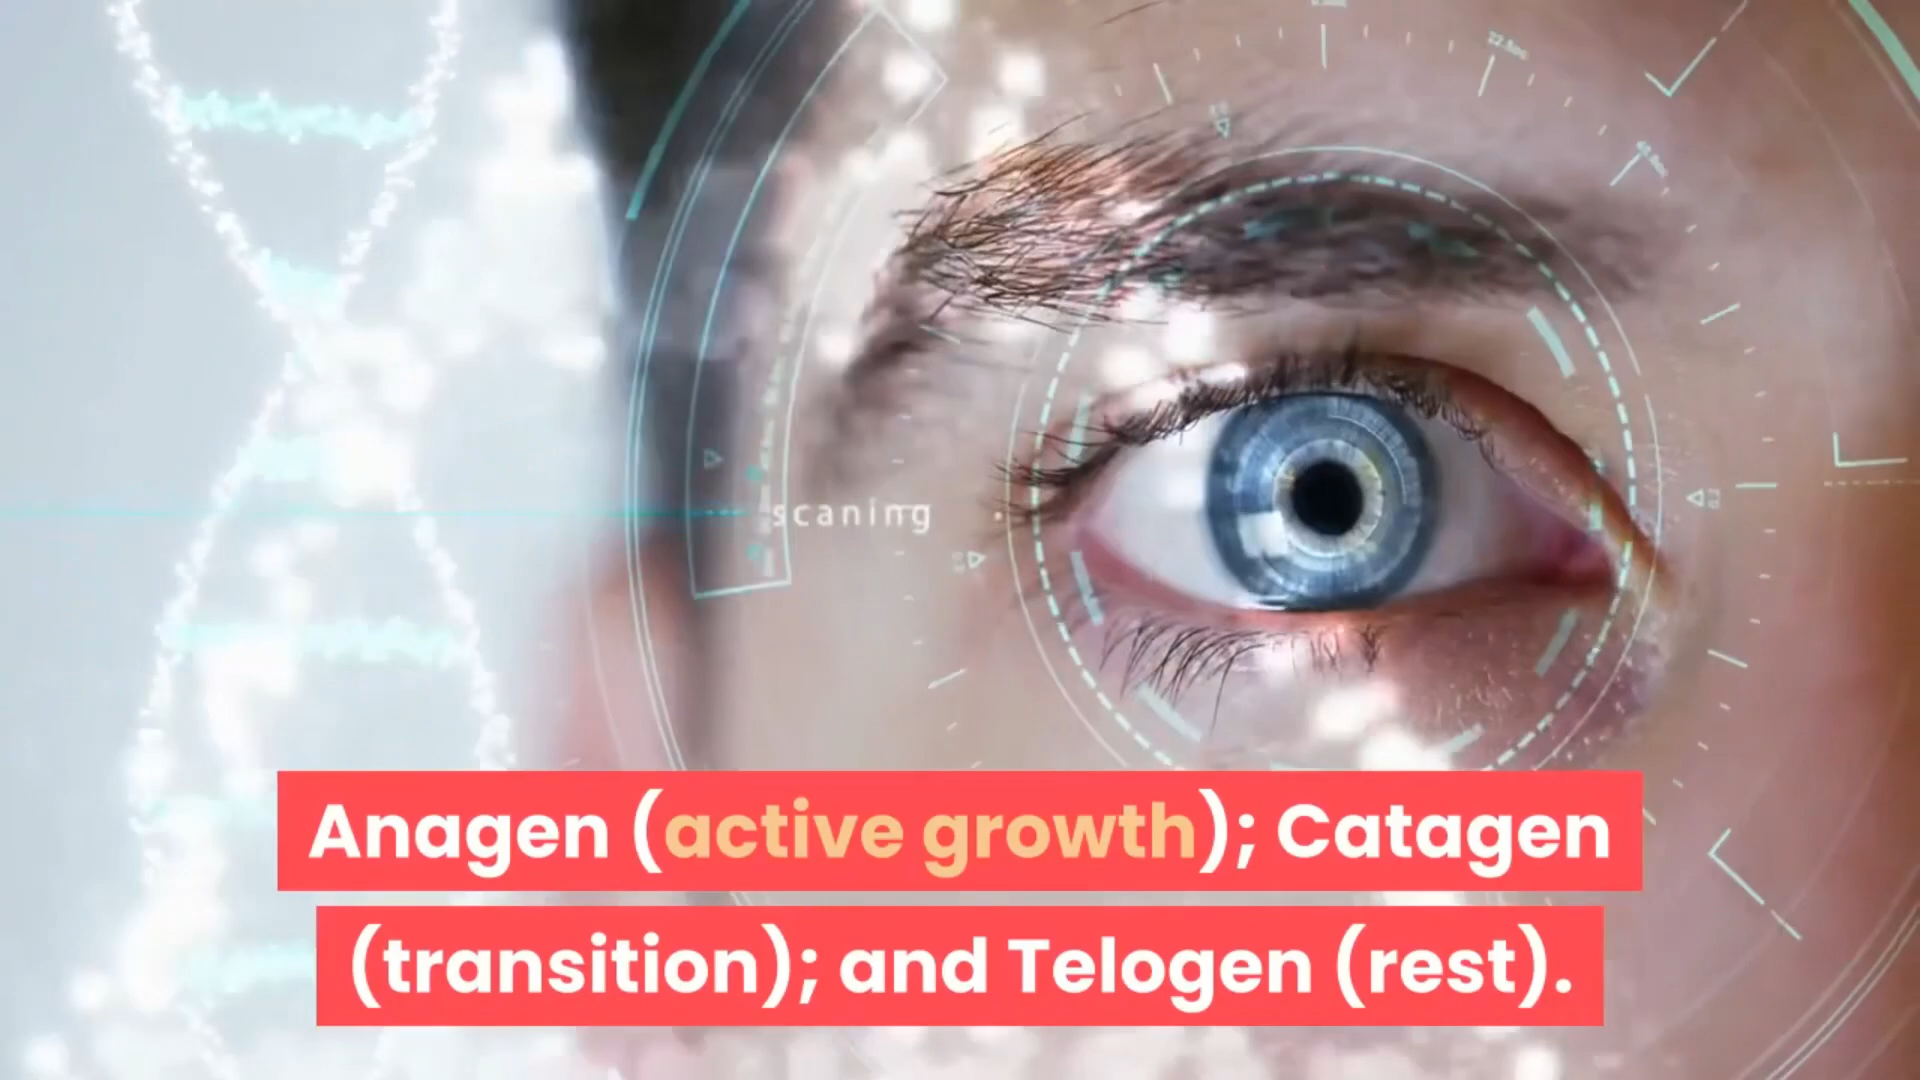 scaning
Anagen (active growth); Catagen
(transition); and Telogen (rest).